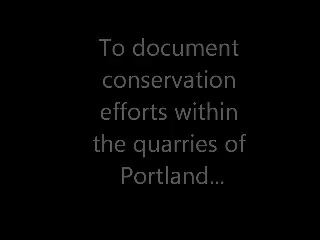 To document
conservation
efforts within
the quarries of
Portland...